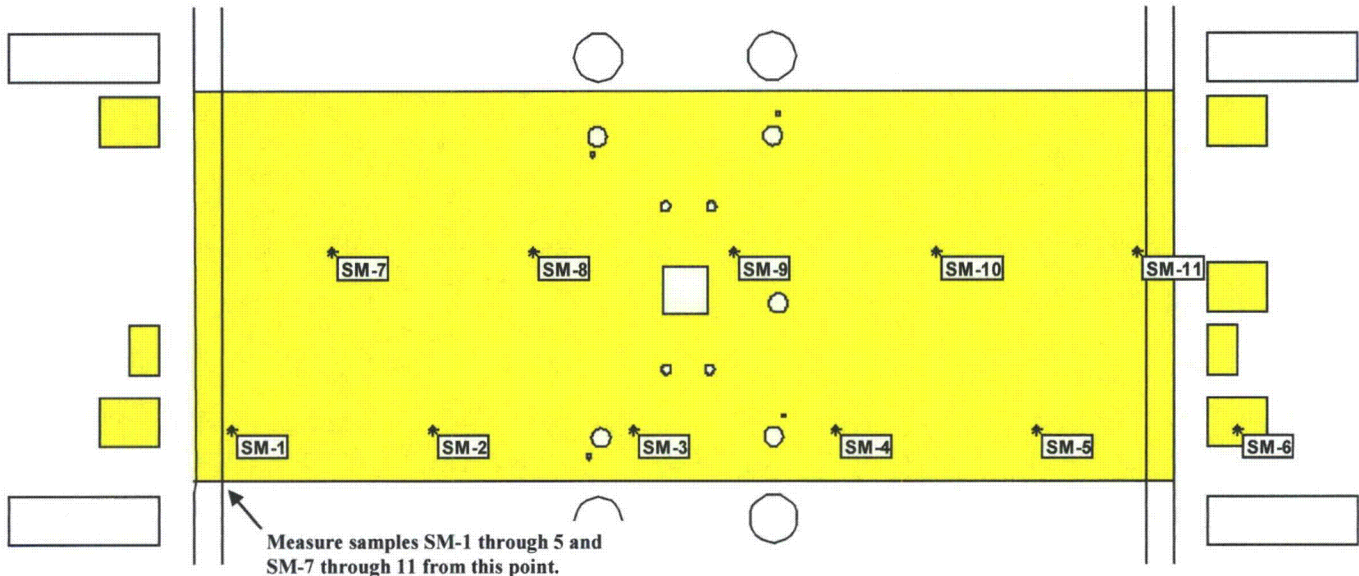 SM-7
SM-8
SM-9
SM-10
SM-11
SM-1
SM-2
SM-3
SM-4
SM-5
SM-6
Measure samples SM-1 through 5 and
SM-7 through 11 from this point.